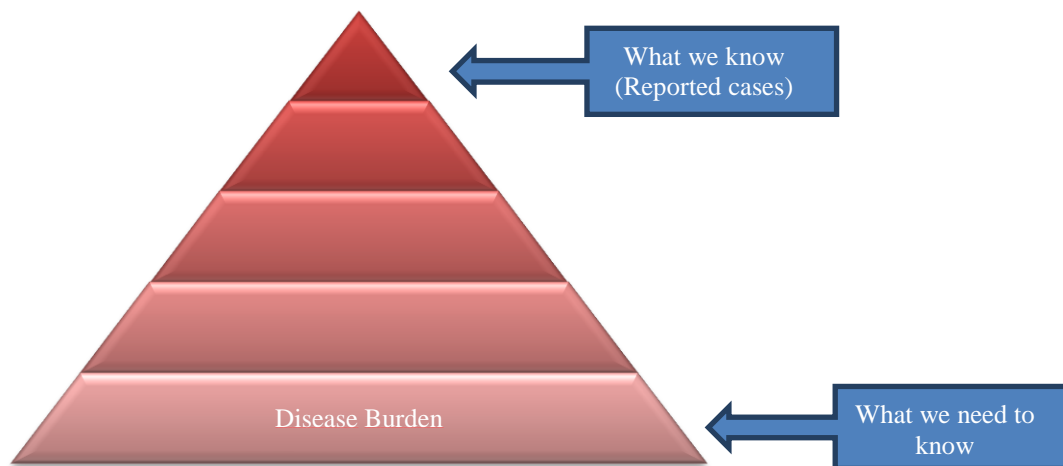 What we know
(Reported cases)
Disease Burden
What we need to
know